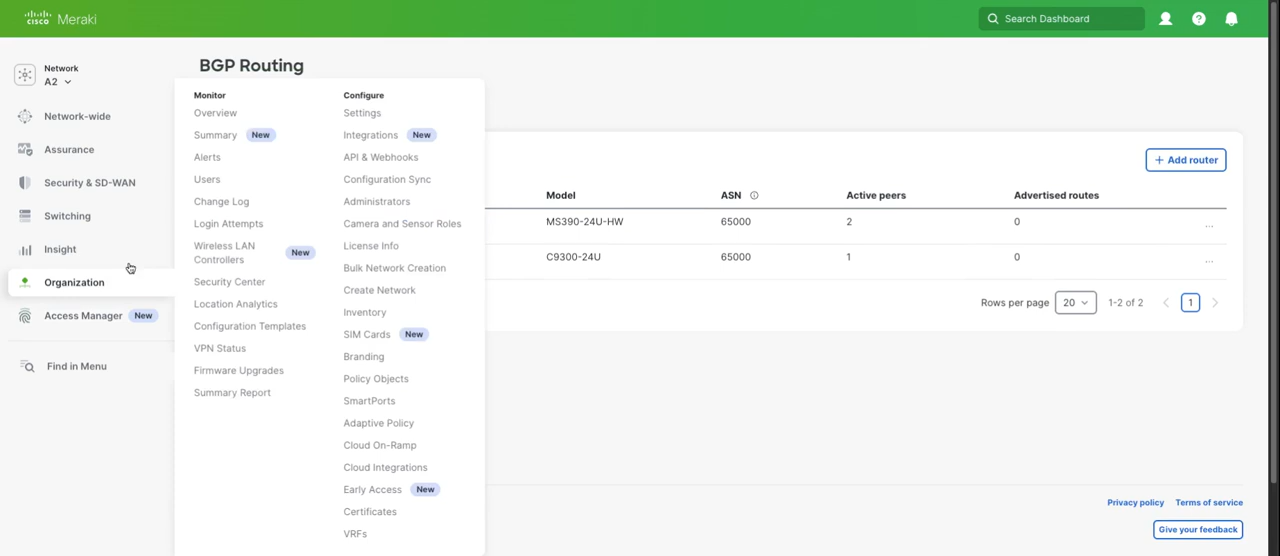 CISCO Meraki
Search Dashboard
Network
A2
Network-wide
Assurance
Security & SD-WAN
Switching
Insight
Organization
Access Manager New
Find in Menu
BGP Routing
Monitor
Overview
Summary New
Alerts
Users
Change Log
Login Attempts
Wireless LAN
Controllers New
Security Center
Location Analytics
Configuration Templates
VPN Status
Firmware Upgrades
Summary Report
Configure
Settings
Integrations New
API & Webhooks
Configuration Sync
Administrators
Camera and Sensor Roles
License Info
Bulk Network Creation
Create Network
Inventory
SIM Cards New
Branding
Policy Objects
SmartPorts
Adaptive Policy
Cloud On-Ramp
Cloud Integrations
Early Access New
Certificates
VRFs
+ Add router
Model ASN Active peers Advertised routes
MS390-24U-HW 65000 2 0 ...
C9300-24U 65000 1 0 ...
Rows per page 20 1-2 of 2 1
Privacy policy Terms of service
Give your feedback